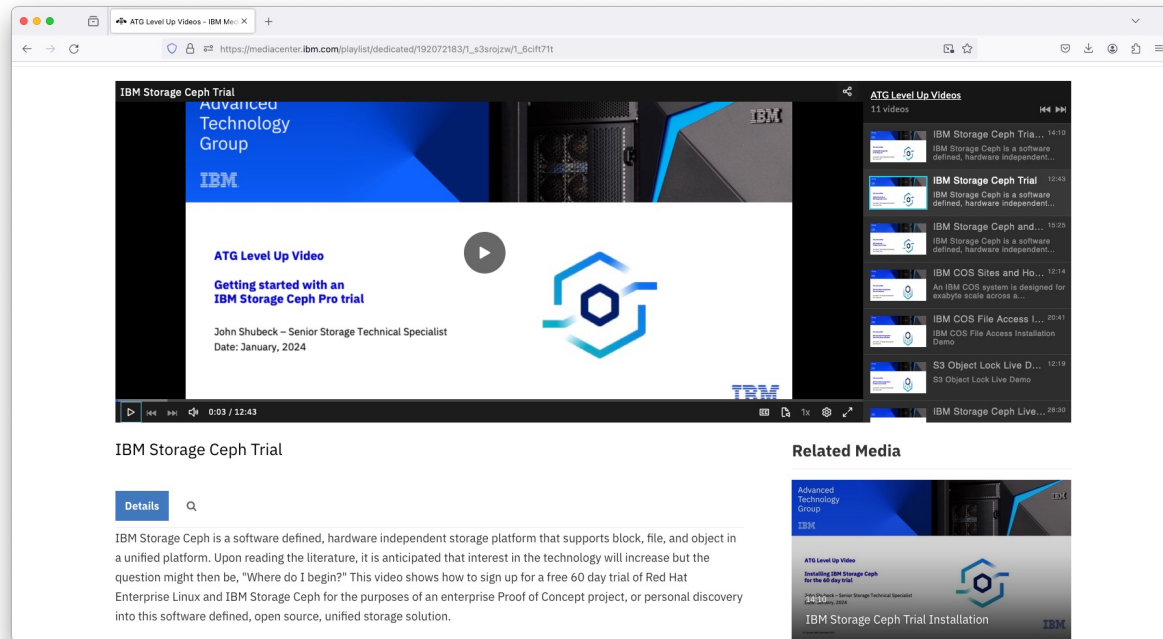 ATG Level Up Videos - IBM Med
https://mediacenter.ibm.com/playlist/dedicated/192072183/1_s3srojzw/1_6cift71t
IBM Storage Ceph Trial
Advanced
Technology
Group
IBM
IBM
ATG Level Up Video
Getting started with an
IBM Storage Ceph Pro trial
John Shubeck – Senior Storage Technical Specialist
Date: January, 2024
IBM
0:03 / 12:43
1x
ATG Level Up Videos
11 videos
IBM Storage Ceph Tria... 14:10
IBM Storage Ceph is a software
defined, hardware independent...
IBM Storage Ceph Trial 12:43
IBM Storage Ceph is a software
defined, hardware independent...
IBM Storage Ceph and... 15:25
IBM Storage Ceph is a software
defined, hardware independent...
IBM COS Sites and Ho... 12:14
An IBM COS system is designed for
exabyte scale across a...
IBM COS File Access I... 20:41
IBM COS File Access Installation
Demo
S3 Object Lock Live D... 12:19
S3 Object Lock Live Demo
IBM Storage Ceph Live... 28:30
IBM Storage Ceph Trial
Details
IBM Storage Ceph is a software defined, hardware independent storage platform that supports block, file, and object in
a unified platform. Upon reading the literature, it is anticipated that interest in the technology will increase but the
question might then be, "Where do I begin?" This video shows how to sign up for a free 60 day trial of Red Hat
Enterprise Linux and IBM Storage Ceph for the purposes of an enterprise Proof of Concept project, or personal discovery
into this software defined, open source, unified storage solution.
Related Media
Advanced
Technology
Group
IBM
IBM
ATG Level Up Video
Installing IBM Storage Ceph
for the 60 day trial
John Shubeck – Senior Storage Technical Specialist
14:10
Date: January, 2024
IBM Storage Ceph Trial Installation
IBM